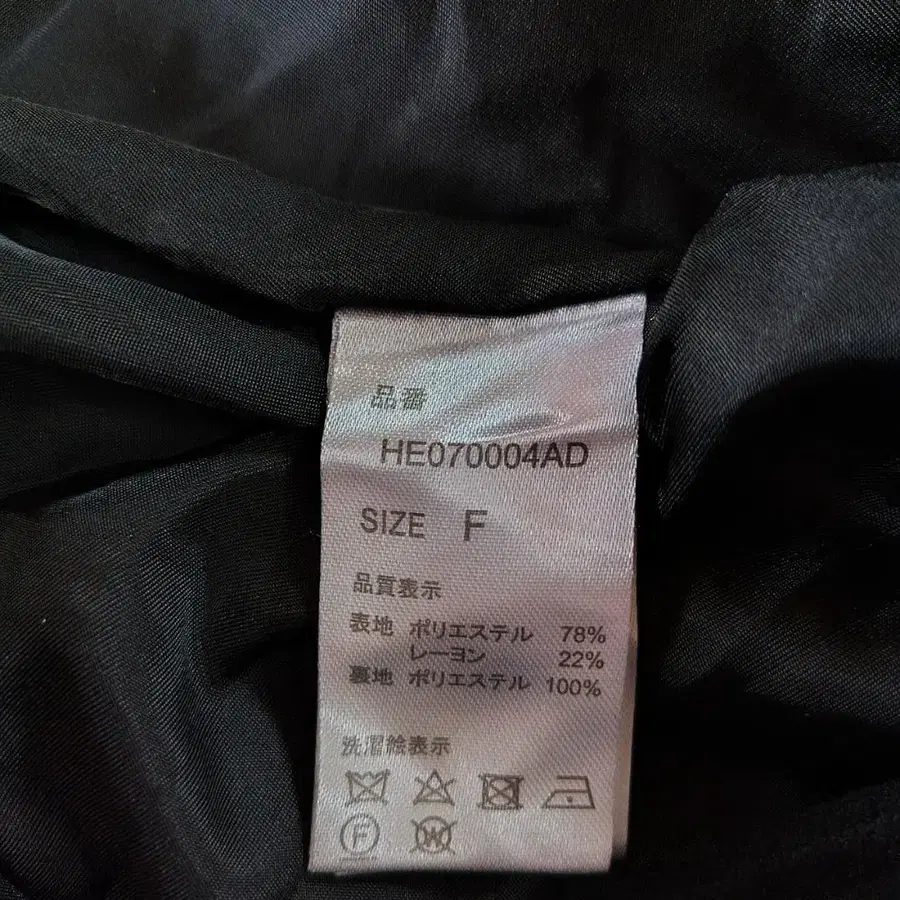 品番
HE070004AD
SIZE F
品質表示
表地 ポリエステル 78%
レーヨン 22%
裏地 ポリエステル 100%
洗濯絵表示
F W